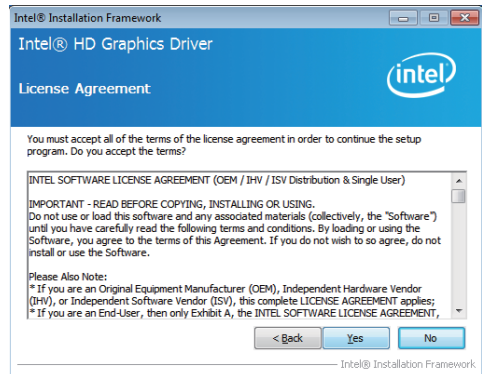 Intel® Installation Framework
Intel® HD Graphics Driver
License Agreement
intel
You must accept all of the terms of the license agreement in order to continue the setup
program. Do you accept the terms?
INTEL SOFTWARE LICENSE AGREEMENT (OEM / IHV / ISV Distribution & Single User)
IMPORTANT - READ BEFORE COPYING, INSTALLING OR USING.
Do not use or load this software and any associated materials (collectively, the "Software")
until you have carefully read the following terms and conditions. By loading or using the
Software, you agree to the terms of this Agreement. If you do not wish to so agree, do not
install or use the Software.
Please Also Note:
* If you are an Original Equipment Manufacturer (OEM), Independent Hardware Vendor
(IHV), or Independent Software Vendor (ISV), this complete LICENSE AGREEMENT applies;
* If you are an End-User, then only Exhibit A, the INTEL SOFTWARE LICENSE AGREEMENT,
< Back Yes No
Intel® Installation Framework